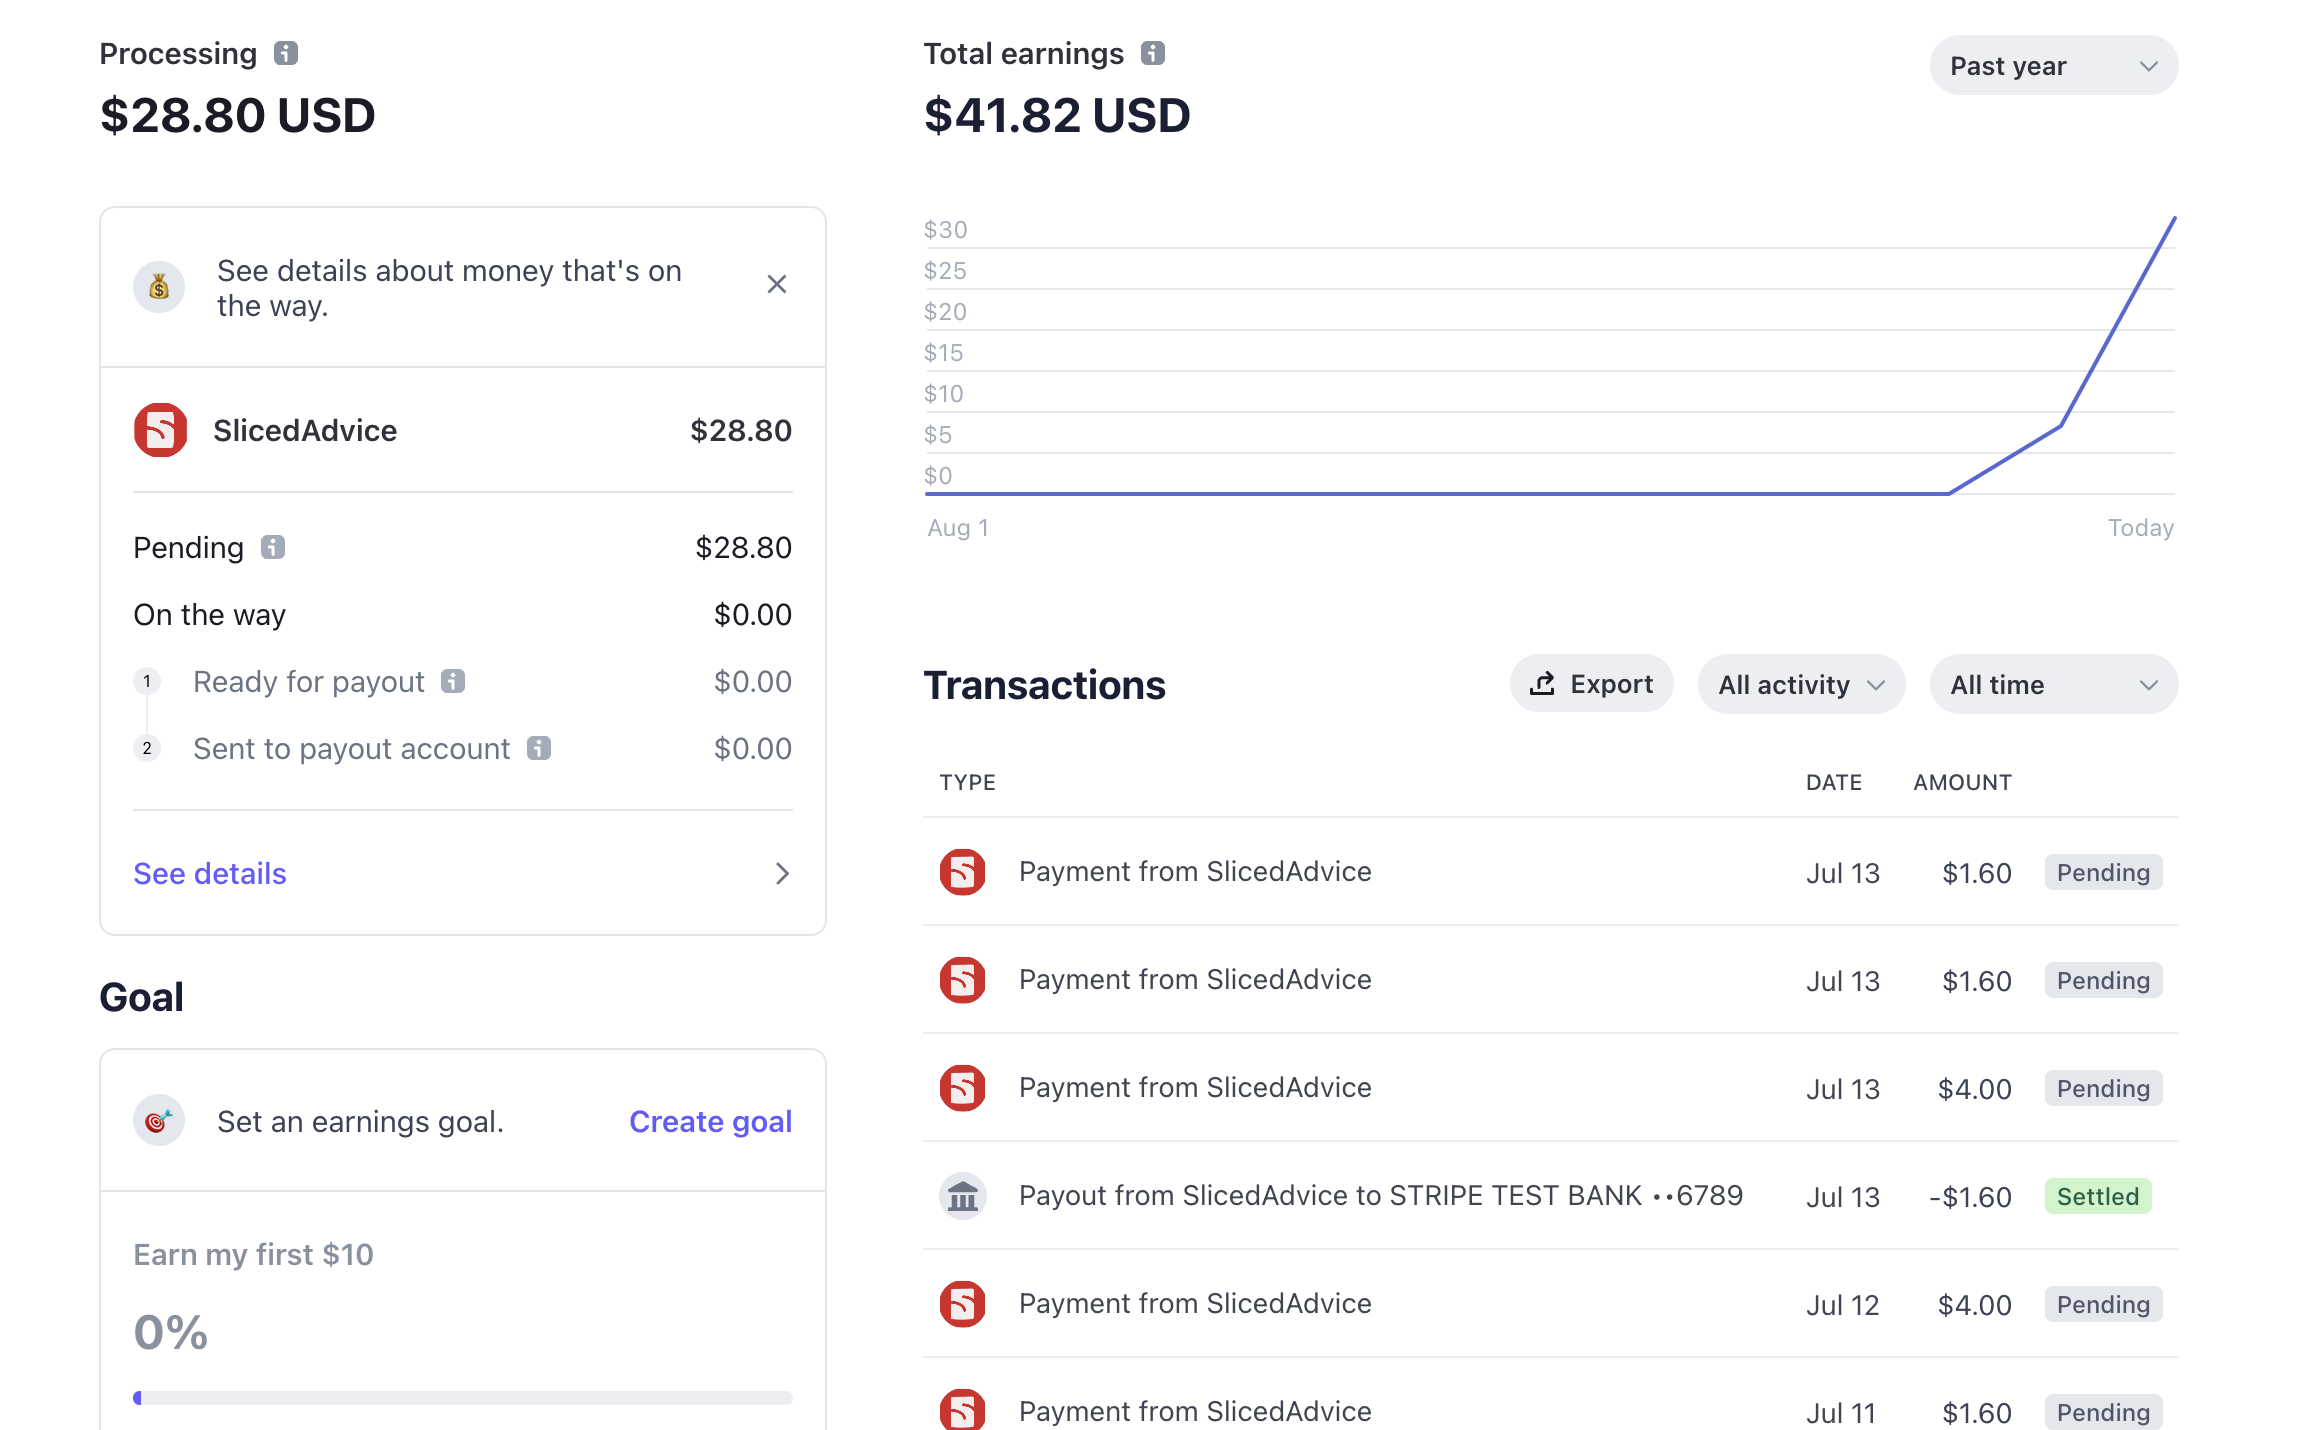 Processing
$28.80 USD
See details about money that's on
the way.
SlicedAdvice $28.80
Pending $28.80
On the way $0.00
1 Ready for payout $0.00
2 Sent to payout account $0.00
See details
Goal
Set an earnings goal. Create goal
Earn my first $10
0%
Total earnings
$41.82 USD
Past year
$30
$25
$20
$15
$10
$5
$0
Aug 1 Today
Transactions
Export
All activity
All time
TYPE DATE AMOUNT
Payment from SlicedAdvice Jul 13 $1.60 Pending
Payment from SlicedAdvice Jul 13 $1.60 Pending
Payment from SlicedAdvice Jul 13 $4.00 Pending
Payout from SlicedAdvice to STRIPE TEST BANK ••6789 Jul 13 -$1.60 Settled
Payment from SlicedAdvice Jul 12 $4.00 Pending
Payment from SlicedAdvice Jul 11 $1.60 Pending